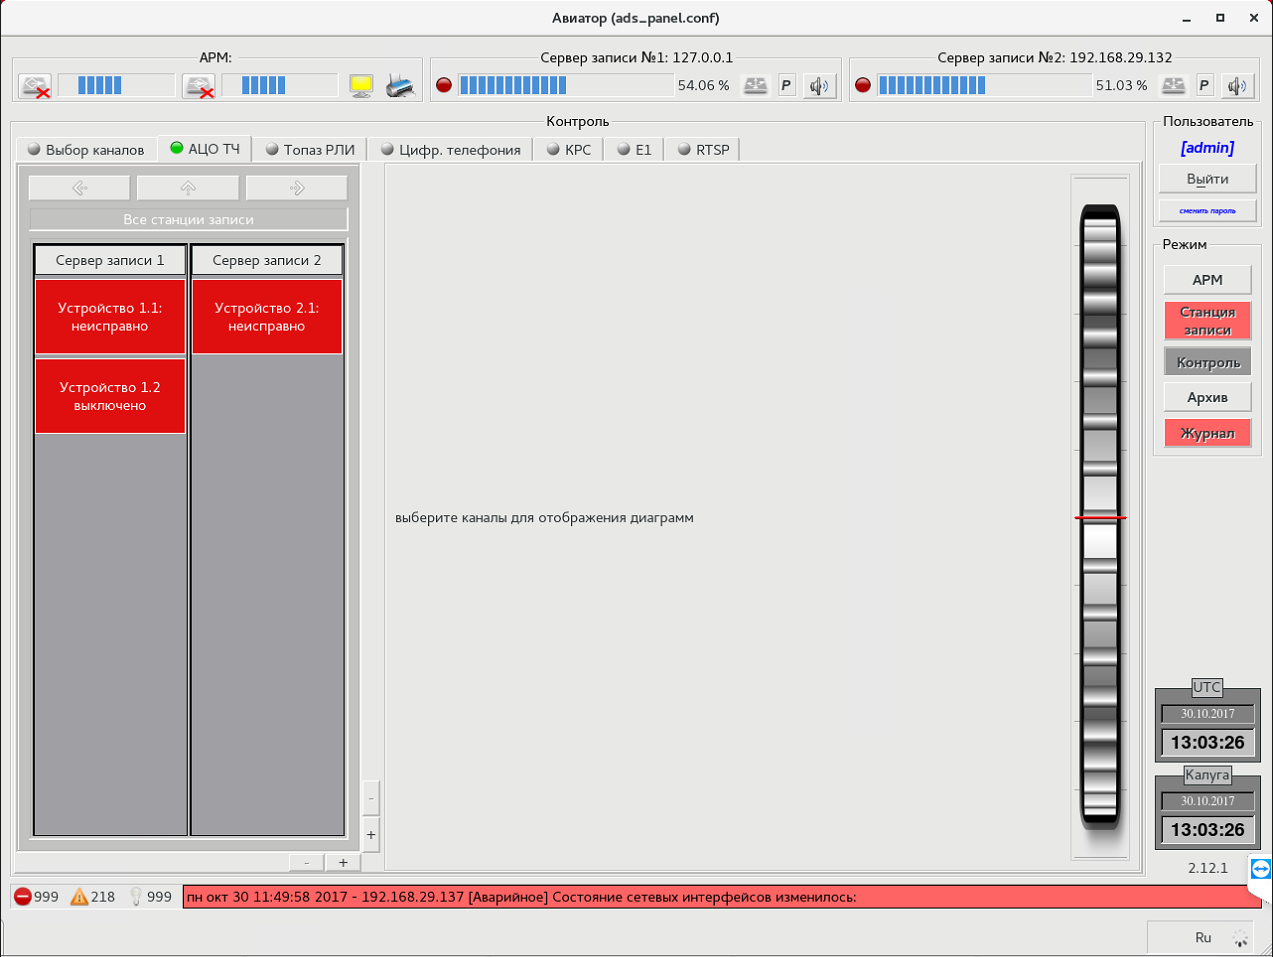 Авиатор (ads_panel.conf)
АРМ:
Сервер записи №1: 127.0.0.1
Сервер записи №2: 192.168.29.132
54.06 %
P
51.03 %
P
Контроль
Выбор каналов
АЦО ТЧ
Топаз РЛИ
Цифр. телефония
КРС
E1
RTSP
Все станции записи
Сервер записи 1
Сервер записи 2
Устройство 1.1:
неисправно
Устройство 2.1:
неисправно
Устройство 1.2
выключено
выберите каналы для отображения диаграмм
-
+
-
+
Пользователь
[admin]
Выйти
сменить пароль
Режим
АРМ
Станция
записи
Контроль
Архив
Журнал
UTC
30.10.2017
13:03:26
Калуга
30.10.2017
13:03:26
2.12.1
999
218
999
пн окт 30 11:49:58 2017 - 192.168.29.137 [Аварийное] Состояние сетевых интерфейсов изменилось:
Ru